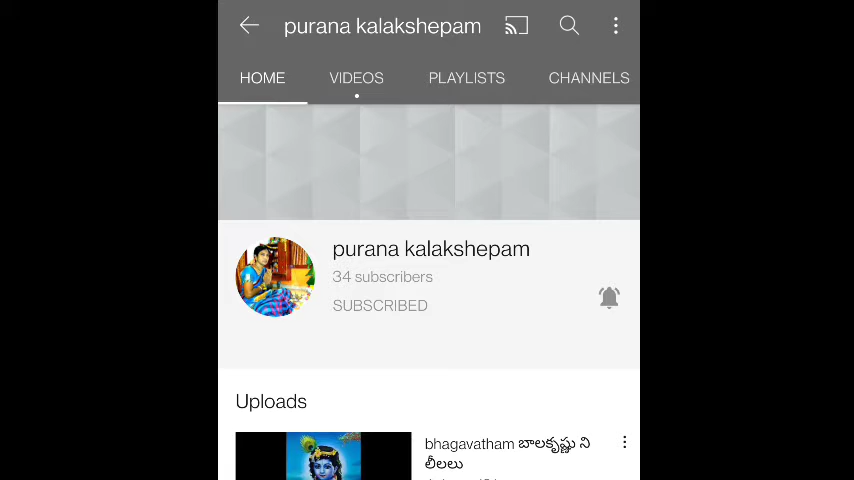 purana kalakshepam
HOME VIDEOS PLAYLISTS CHANNELS
purana kalakshepam
34 subscribers
SUBSCRIBED
Uploads
bhagavatham బాలకృష్ణు ని
లీలలు